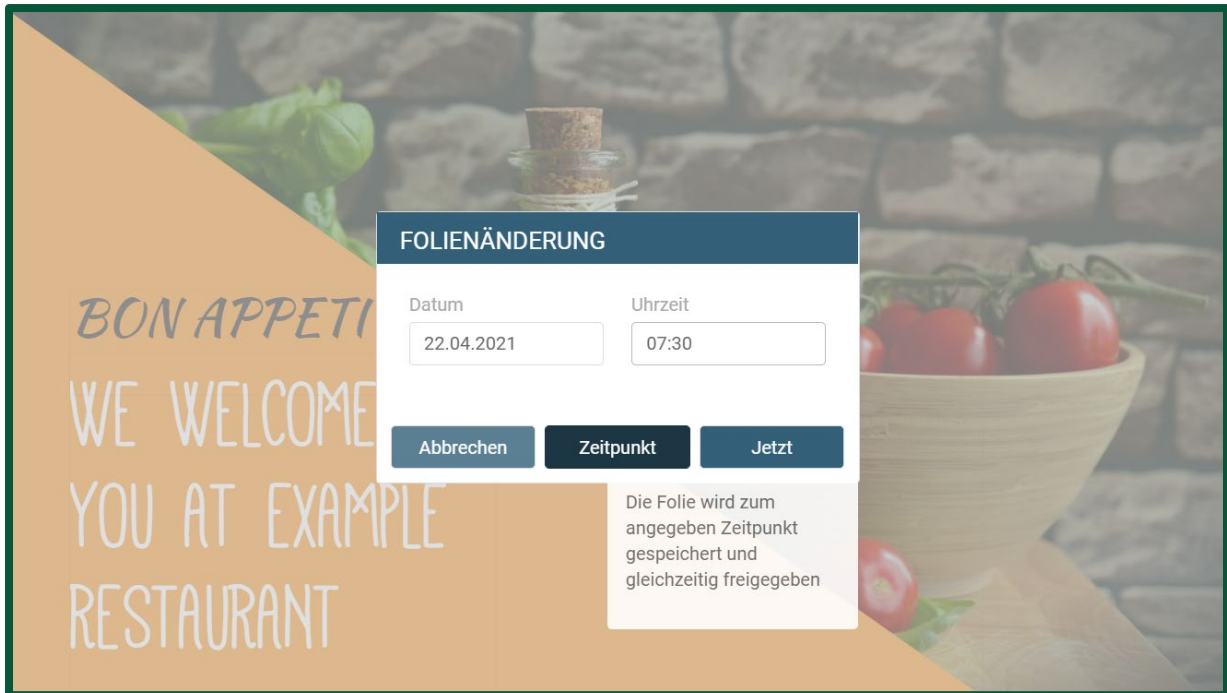 FOLIENÄNDERUNG
Datum
Uhrzeit
22.04.2021
07:30
Abbrechen
Zeitpunkt
Jetzt
Die Folie wird zum
angegeben Zeitpunkt
gespeichert und
gleichzeitig freigegeben
BON APPETI
WE WELCOME
YOU AT EXAMPLE
RESTAURANT